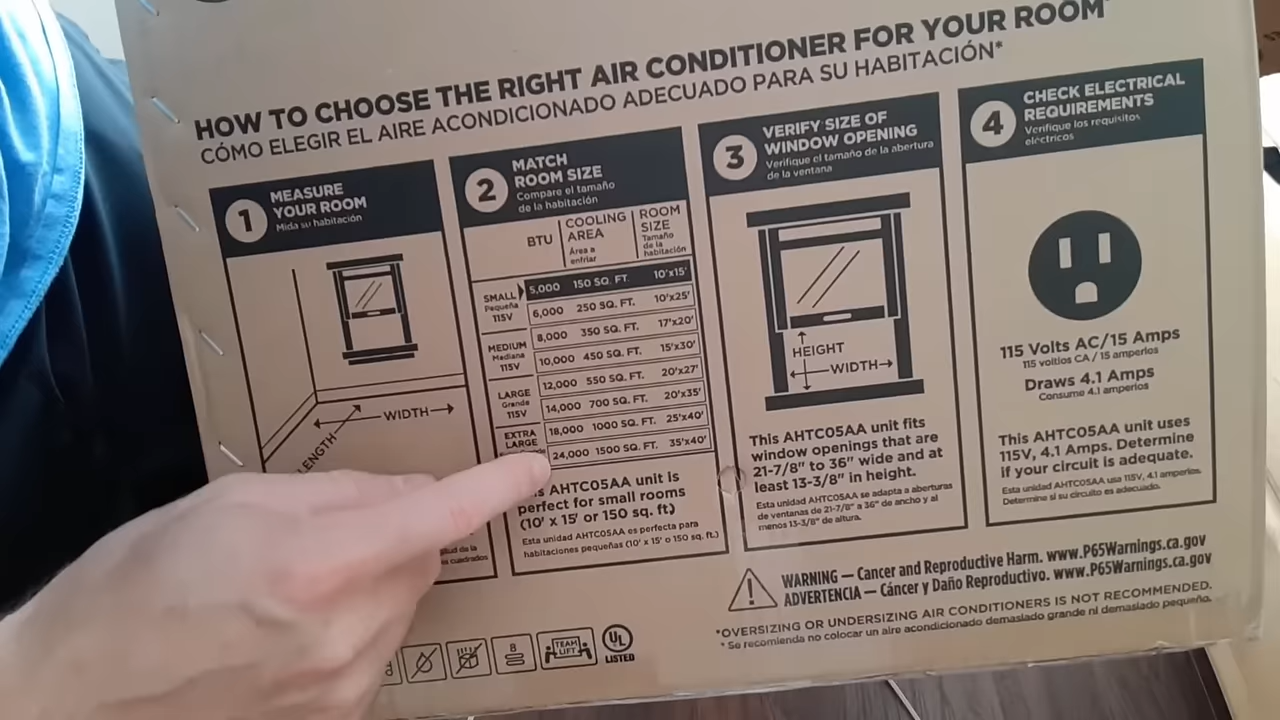 HOW TO CHOOSE THE RIGHT AIR CONDITIONER FOR YOUR ROOM*
CÓMO ELEGIR EL AIRE ACONDICIONADO ADECUADO PARA SU HABITACIÓN*
1
MEASURE
YOUR ROOM
Mida su habitación
WIDTH
LENGTH
2
MATCH
ROOM SIZE
Compare el tamaño
de la habitación
BTU
COOLING
AREA
Área a
enfriar
ROOM
SIZE
Tamaño
de la
habitación
SMALL
Pequeña
115V
5,000 150 SQ. FT. 10'x15'
6,000 250 SQ. FT. 10'x25'
MEDIUM
Mediana
115V
8,000 350 SQ. FT. 17'x20'
10,000 450 SQ. FT. 15'x30'
LARGE
Grande
115V
12,000 550 SQ. FT. 20'x27'
14,000 700 SQ. FT. 20'x35'
EXTRA
LARGE
18,000 1000 SQ. FT. 25'x40'
24,000 1500 SQ. FT. 35'x40'
AHTC05AA unit is
perfect for small rooms
(10' x 15' or 150 sq. ft.)
Esta unidad AHTC05AA es perfecta para
habitaciones pequeñas (10' x 15' o 150 sq. ft.)
3
VERIFY SIZE OF
WINDOW OPENING
Verifique el tamaño de la abertura
de la ventana
HEIGHT
WIDTH
This AHTC05AA unit fits
window openings that are
21-7/8" to 36" wide and at
least 13-3/8" in height.
Esta unidad AHTC05AA se adapta a aberturas
de ventanas de 21-7/8" a 36" de ancho y al
menos 13-3/8" de altura.
4
CHECK ELECTRICAL
REQUIREMENTS
Verifique los requisitos
eléctricos
115 Volts AC/15 Amps
115 voltios CA / 15 amperios
Draws 4.1 Amps
Consume 4.1 amperios
This AHTC05AA unit uses
115V, 4.1 Amps. Determine
if your circuit is adequate.
Esta unidad AHTC05AA usa 115V, 4.1 amperios.
Determine si su circuito es adecuado.
WARNING — Cancer and Reproductive Harm. www.P65Warnings.ca.gov
ADVERTENCIA — Cáncer y Daño Reproductivo. www.P65Warnings.ca.gov
*OVERSIZING OR UNDERSIZING AIR CONDITIONERS IS NOT RECOMMENDED.
* Se recomienda no colocar un aire acondicionado demasiado grande ni demasiado pequeño.
8
TEAM
LIFT
UL
LISTED